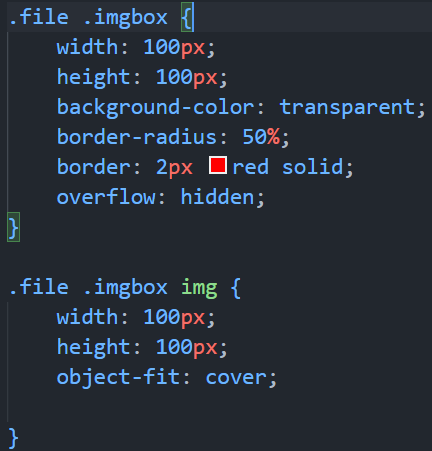 .file .imgbox {
    width: 100px;
    height: 100px;
    background-color: transparent;
    border-radius: 50%;
    border: 2px red solid;
    overflow: hidden;
}
.file .imgbox img {
    width: 100px;
    height: 100px;
    object-fit: cover;
}